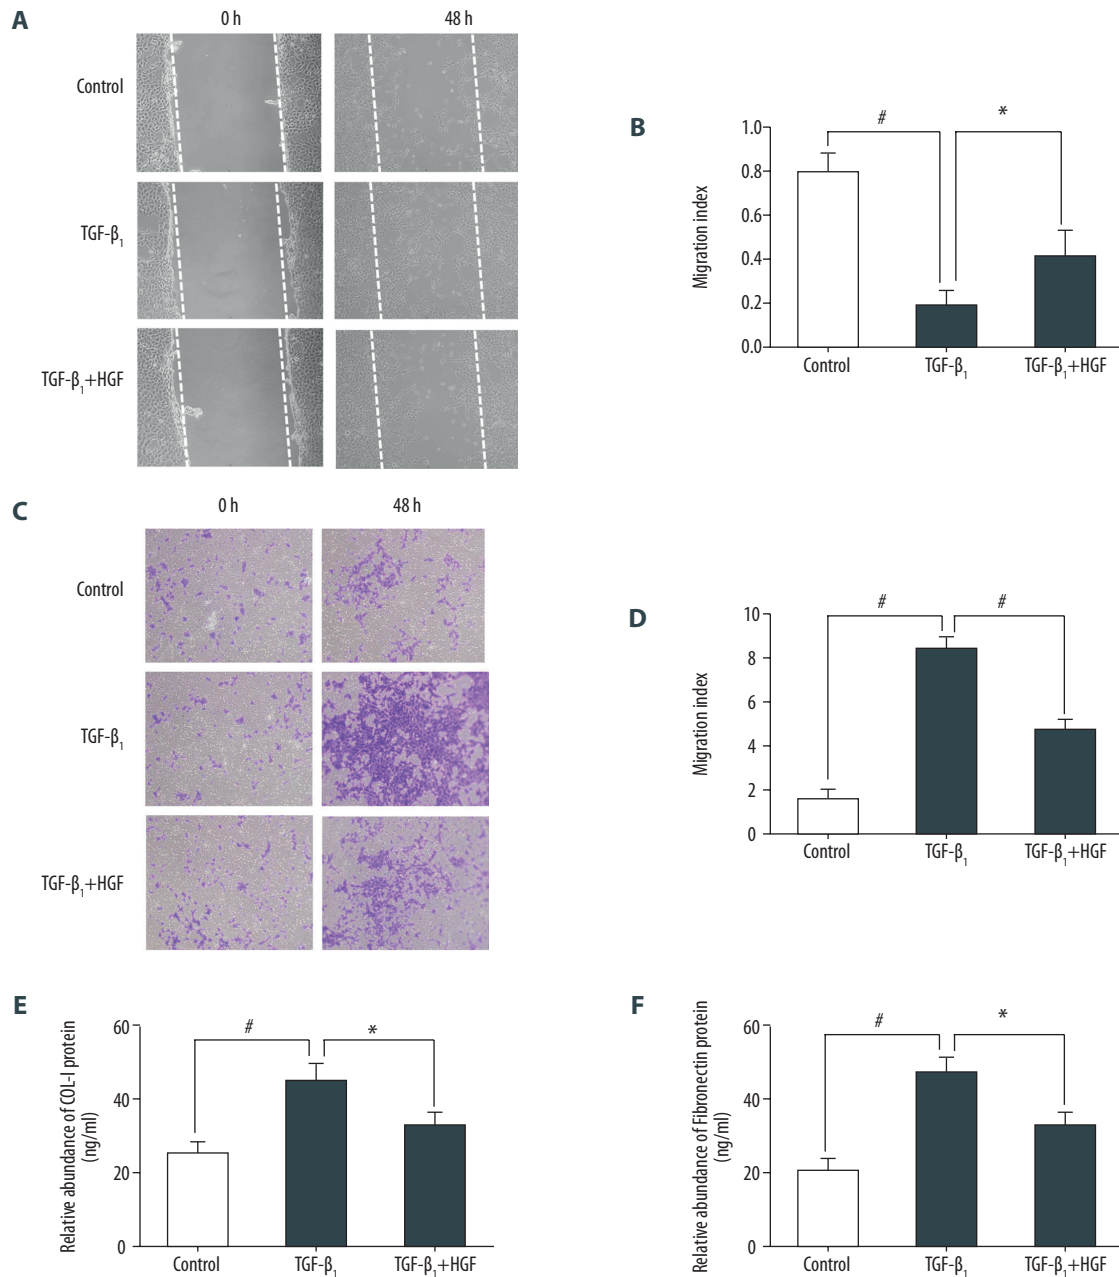 A
0 h
48 h
Control
TGF-β₁
TGF-β₁+HGF
B
#
*
Migration index
1.0
0.8
0.6
0.4
0.2
0.0
Control
TGF-β₁
TGF-β₁+HGF
C
0 h
48 h
Control
TGF-β₁
TGF-β₁+HGF
D
#
#
Migration index
10
8
6
4
2
0
Control
TGF-β₁
TGF-β₁+HGF
E
#
*
Relative abundance of COL-I protein
(ng/ml)
60
40
20
0
Control
TGF-β₁
TGF-β₁+HGF
F
#
*
Relative abundance of Fibronectin protein
(ng/ml)
60
40
20
0
Control
TGF-β₁
TGF-β₁+HGF